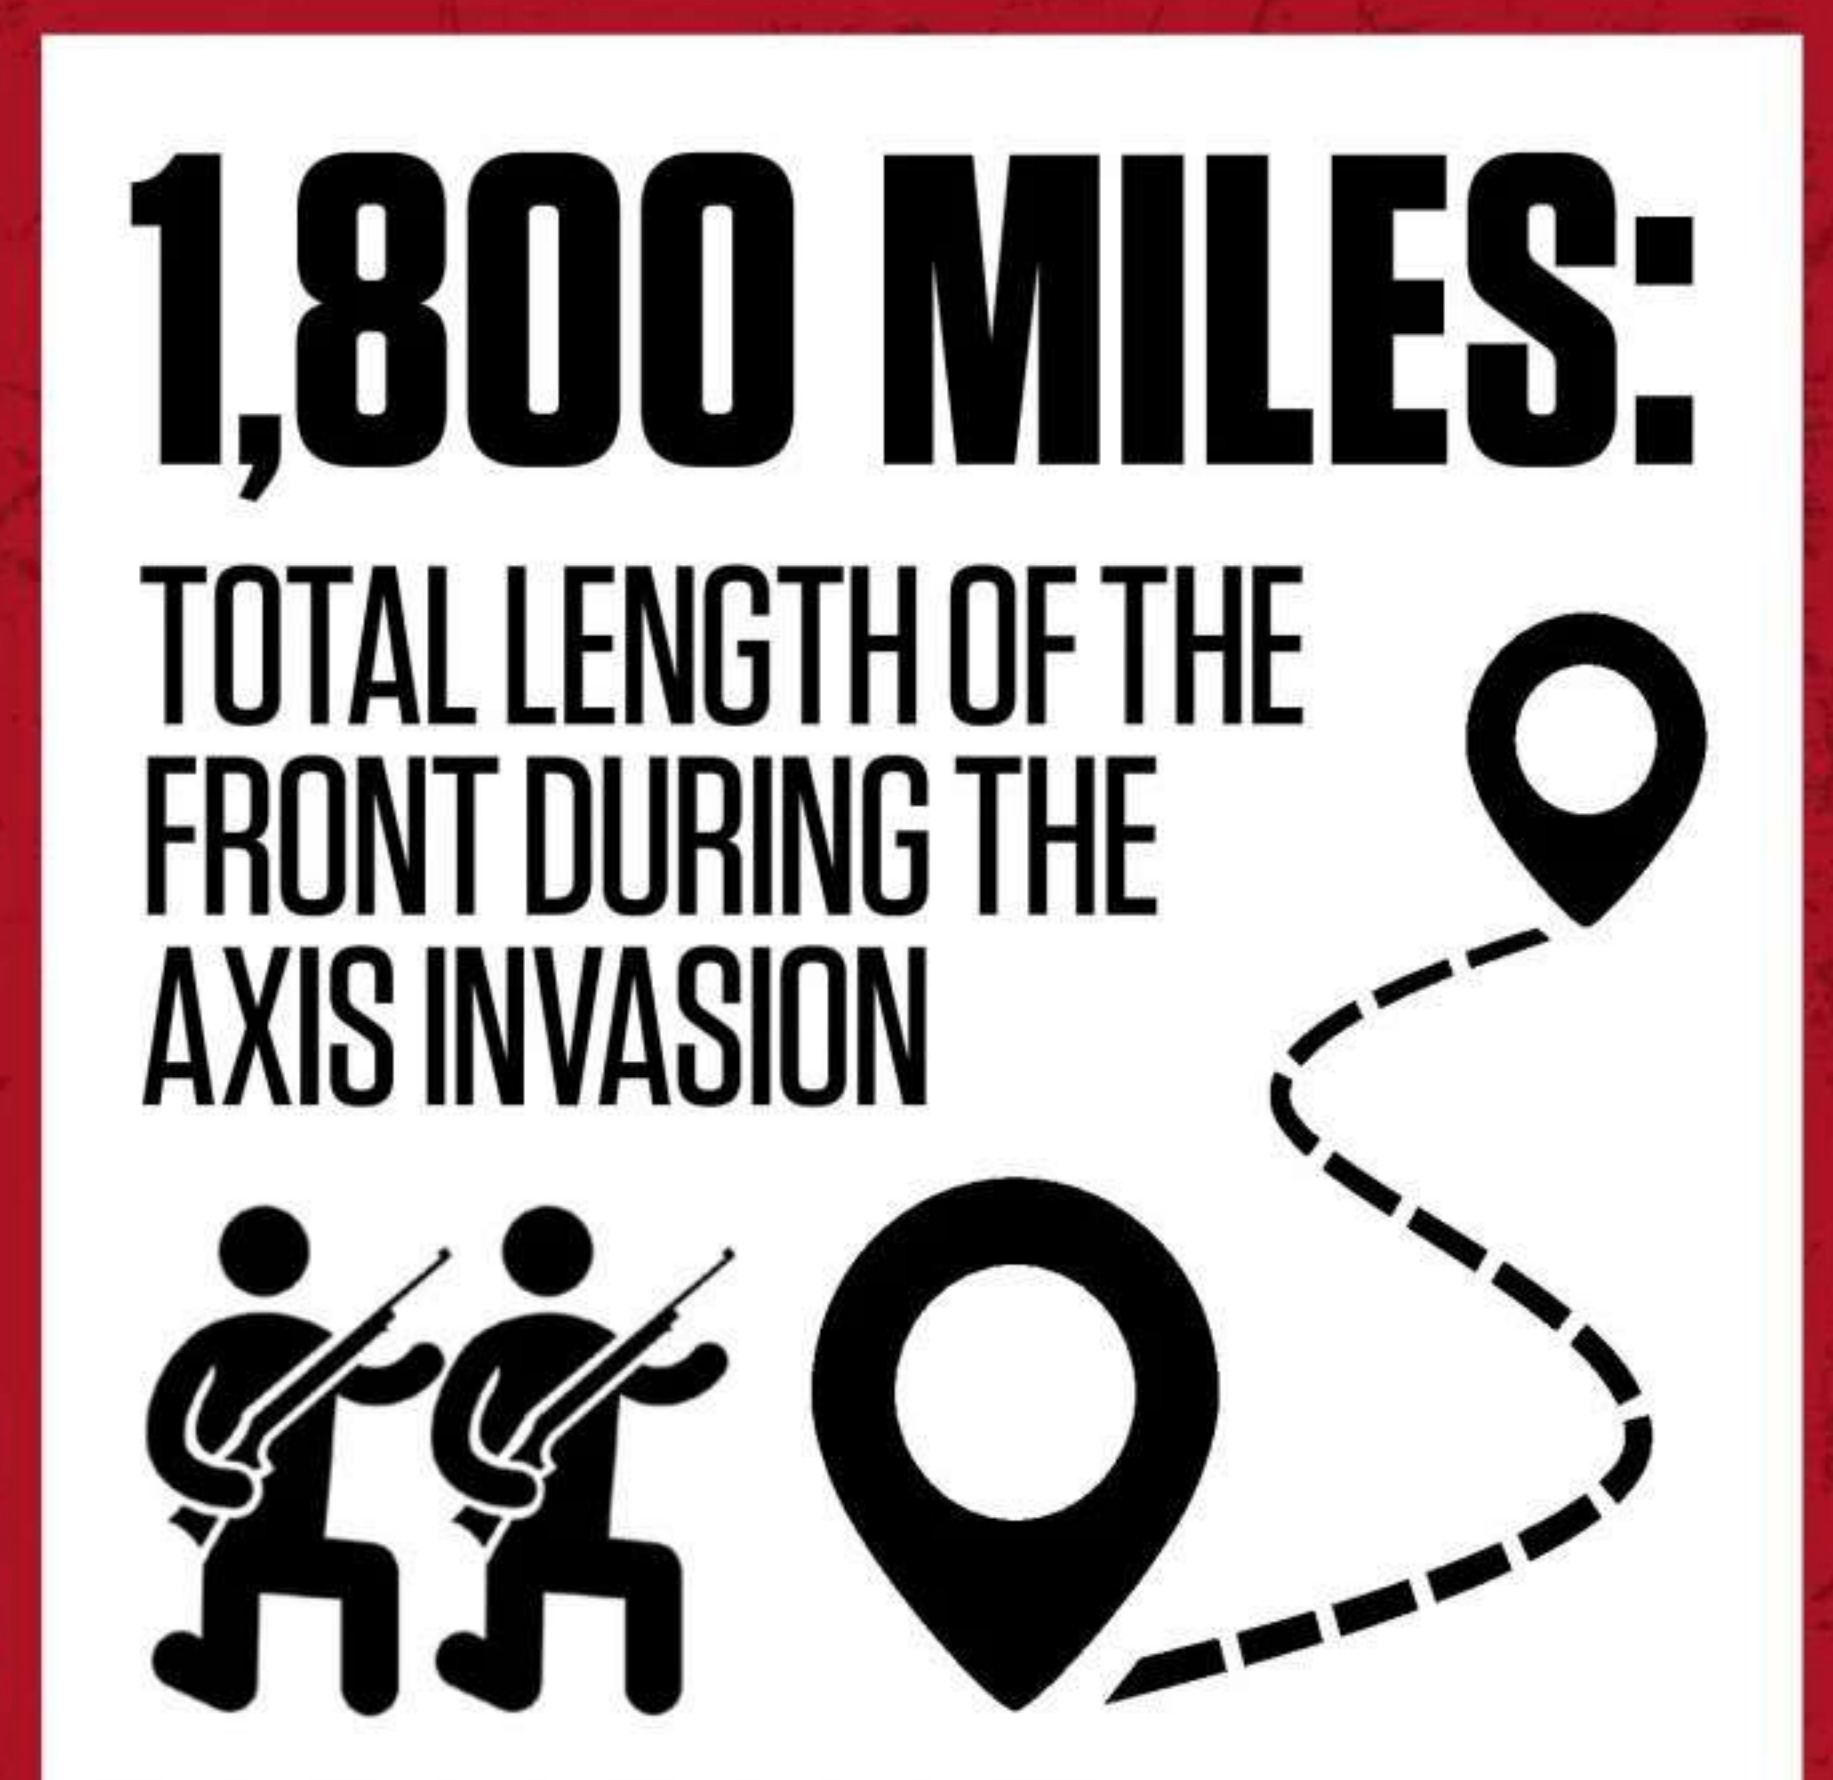 1,800 MILES:
TOTAL LENGTH OF THE
FRONT DURING THE
AXIS INVASION